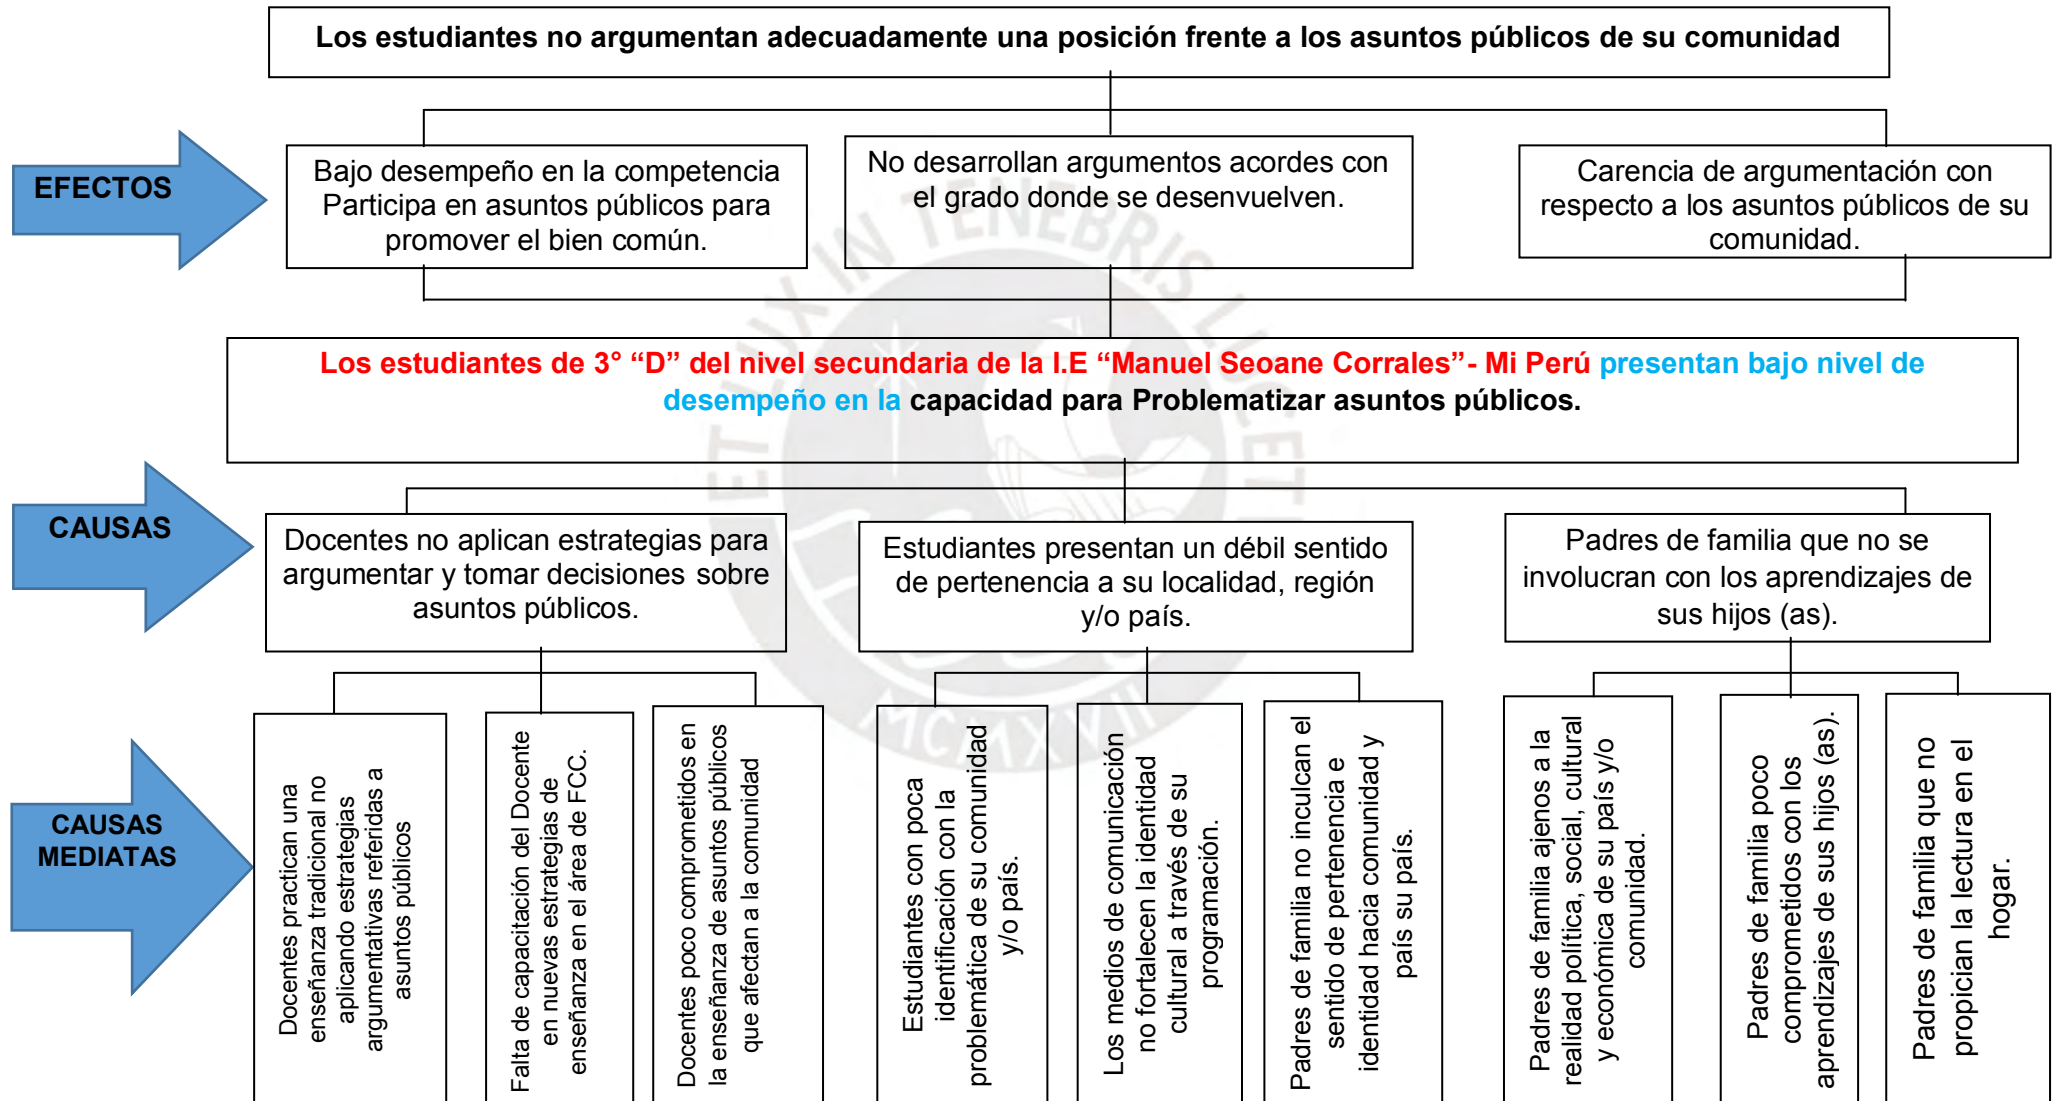 Los estudiantes no argumentan adecuadamente una posición frente a los asuntos públicos de su comunidad
EFECTOS
Bajo desempeño en la competencia
Participa en asuntos públicos para
promover el bien común.
No desarrollan argumentos acordes con
el grado donde se desenvuelven.
Carencia de argumentación con
respecto a los asuntos públicos de su
comunidad.
Los estudiantes de 3° “D” del nivel secundaria de la I.E “Manuel Seoane Corrales”- Mi Perú presentan bajo nivel de
desempeño en la capacidad para Problematizar asuntos públicos.
CAUSAS
Docentes no aplican estrategias para
argumentar y tomar decisiones sobre
asuntos públicos.
Estudiantes presentan un débil sentido
de pertenencia a su localidad, región
y/o país.
Padres de familia que no se
involucran con los aprendizajes de
sus hijos (as).
CAUSAS
MEDIATAS
Docentes practican una
enseñanza tradicional no
aplicando estrategias
argumentativas referidas a
asuntos públicos
Falta de capacitación del Docente
en nuevas estrategias de
enseñanza en el área de FCC.
Docentes poco comprometidos en
la enseñanza de asuntos públicos
que afectan a la comunidad
Estudiantes con poca
identificación con la
problemática de su comunidad
y/o país.
Los medios de comunicación
no fortalecen la identidad
cultural a través de su
programación.
Padres de familia no inculcan el
sentido de pertenencia e
identidad hacia comunidad y
país su país.
Padres de familia ajenos a la
realidad política, social, cultural
y económica de su país y/o
comunidad.
Padres de familia poco
comprometidos con los
aprendizajes de sus hijos (as).
Padres de familia que no
propician la lectura en el
hogar.
ET LUX IN TENEBRIS LUCET
MCMXVII